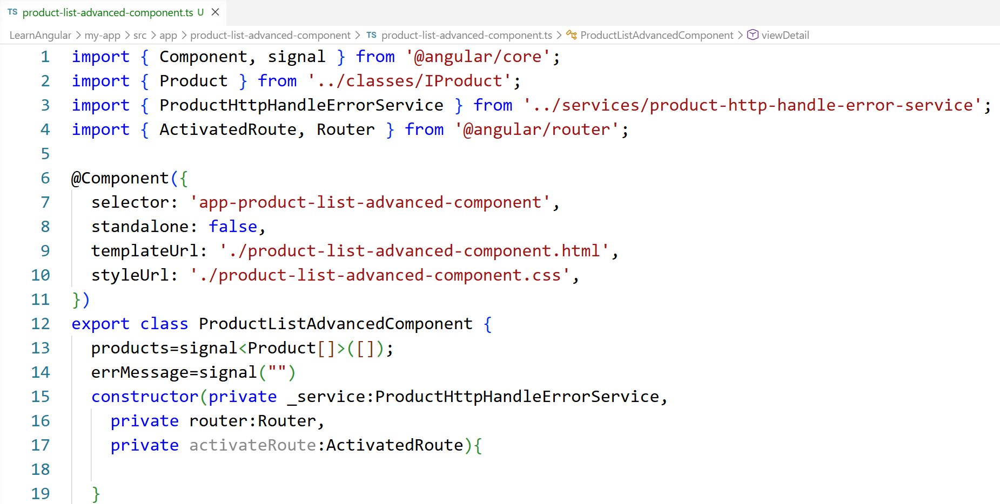 TS product-list-advanced-component.ts U
LearnAngular > my-app > src > app > product-list-advanced-component > TS product-list-advanced-component.ts > ProductListAdvancedComponent > viewDetail
1 import { Component, signal } from '@angular/core';
2 import { Product } from '../classes/IProduct';
3 import { ProductHttpHandleErrorService } from '../services/product-http-handle-error-service';
4 import { ActivatedRoute, Router } from '@angular/router';
5
6 @Component({
7   selector: 'app-product-list-advanced-component',
8   standalone: false,
9   templateUrl: './product-list-advanced-component.html',
10   styleUrl: './product-list-advanced-component.css',
11 })
12 export class ProductListAdvancedComponent {
13   products=signal<Product[]>([]);
14   errMessage=signal("")
15   constructor(private _service:ProductHttpHandleErrorService,
16     private router:Router,
17     private activateRoute:ActivatedRoute){
18
19   }